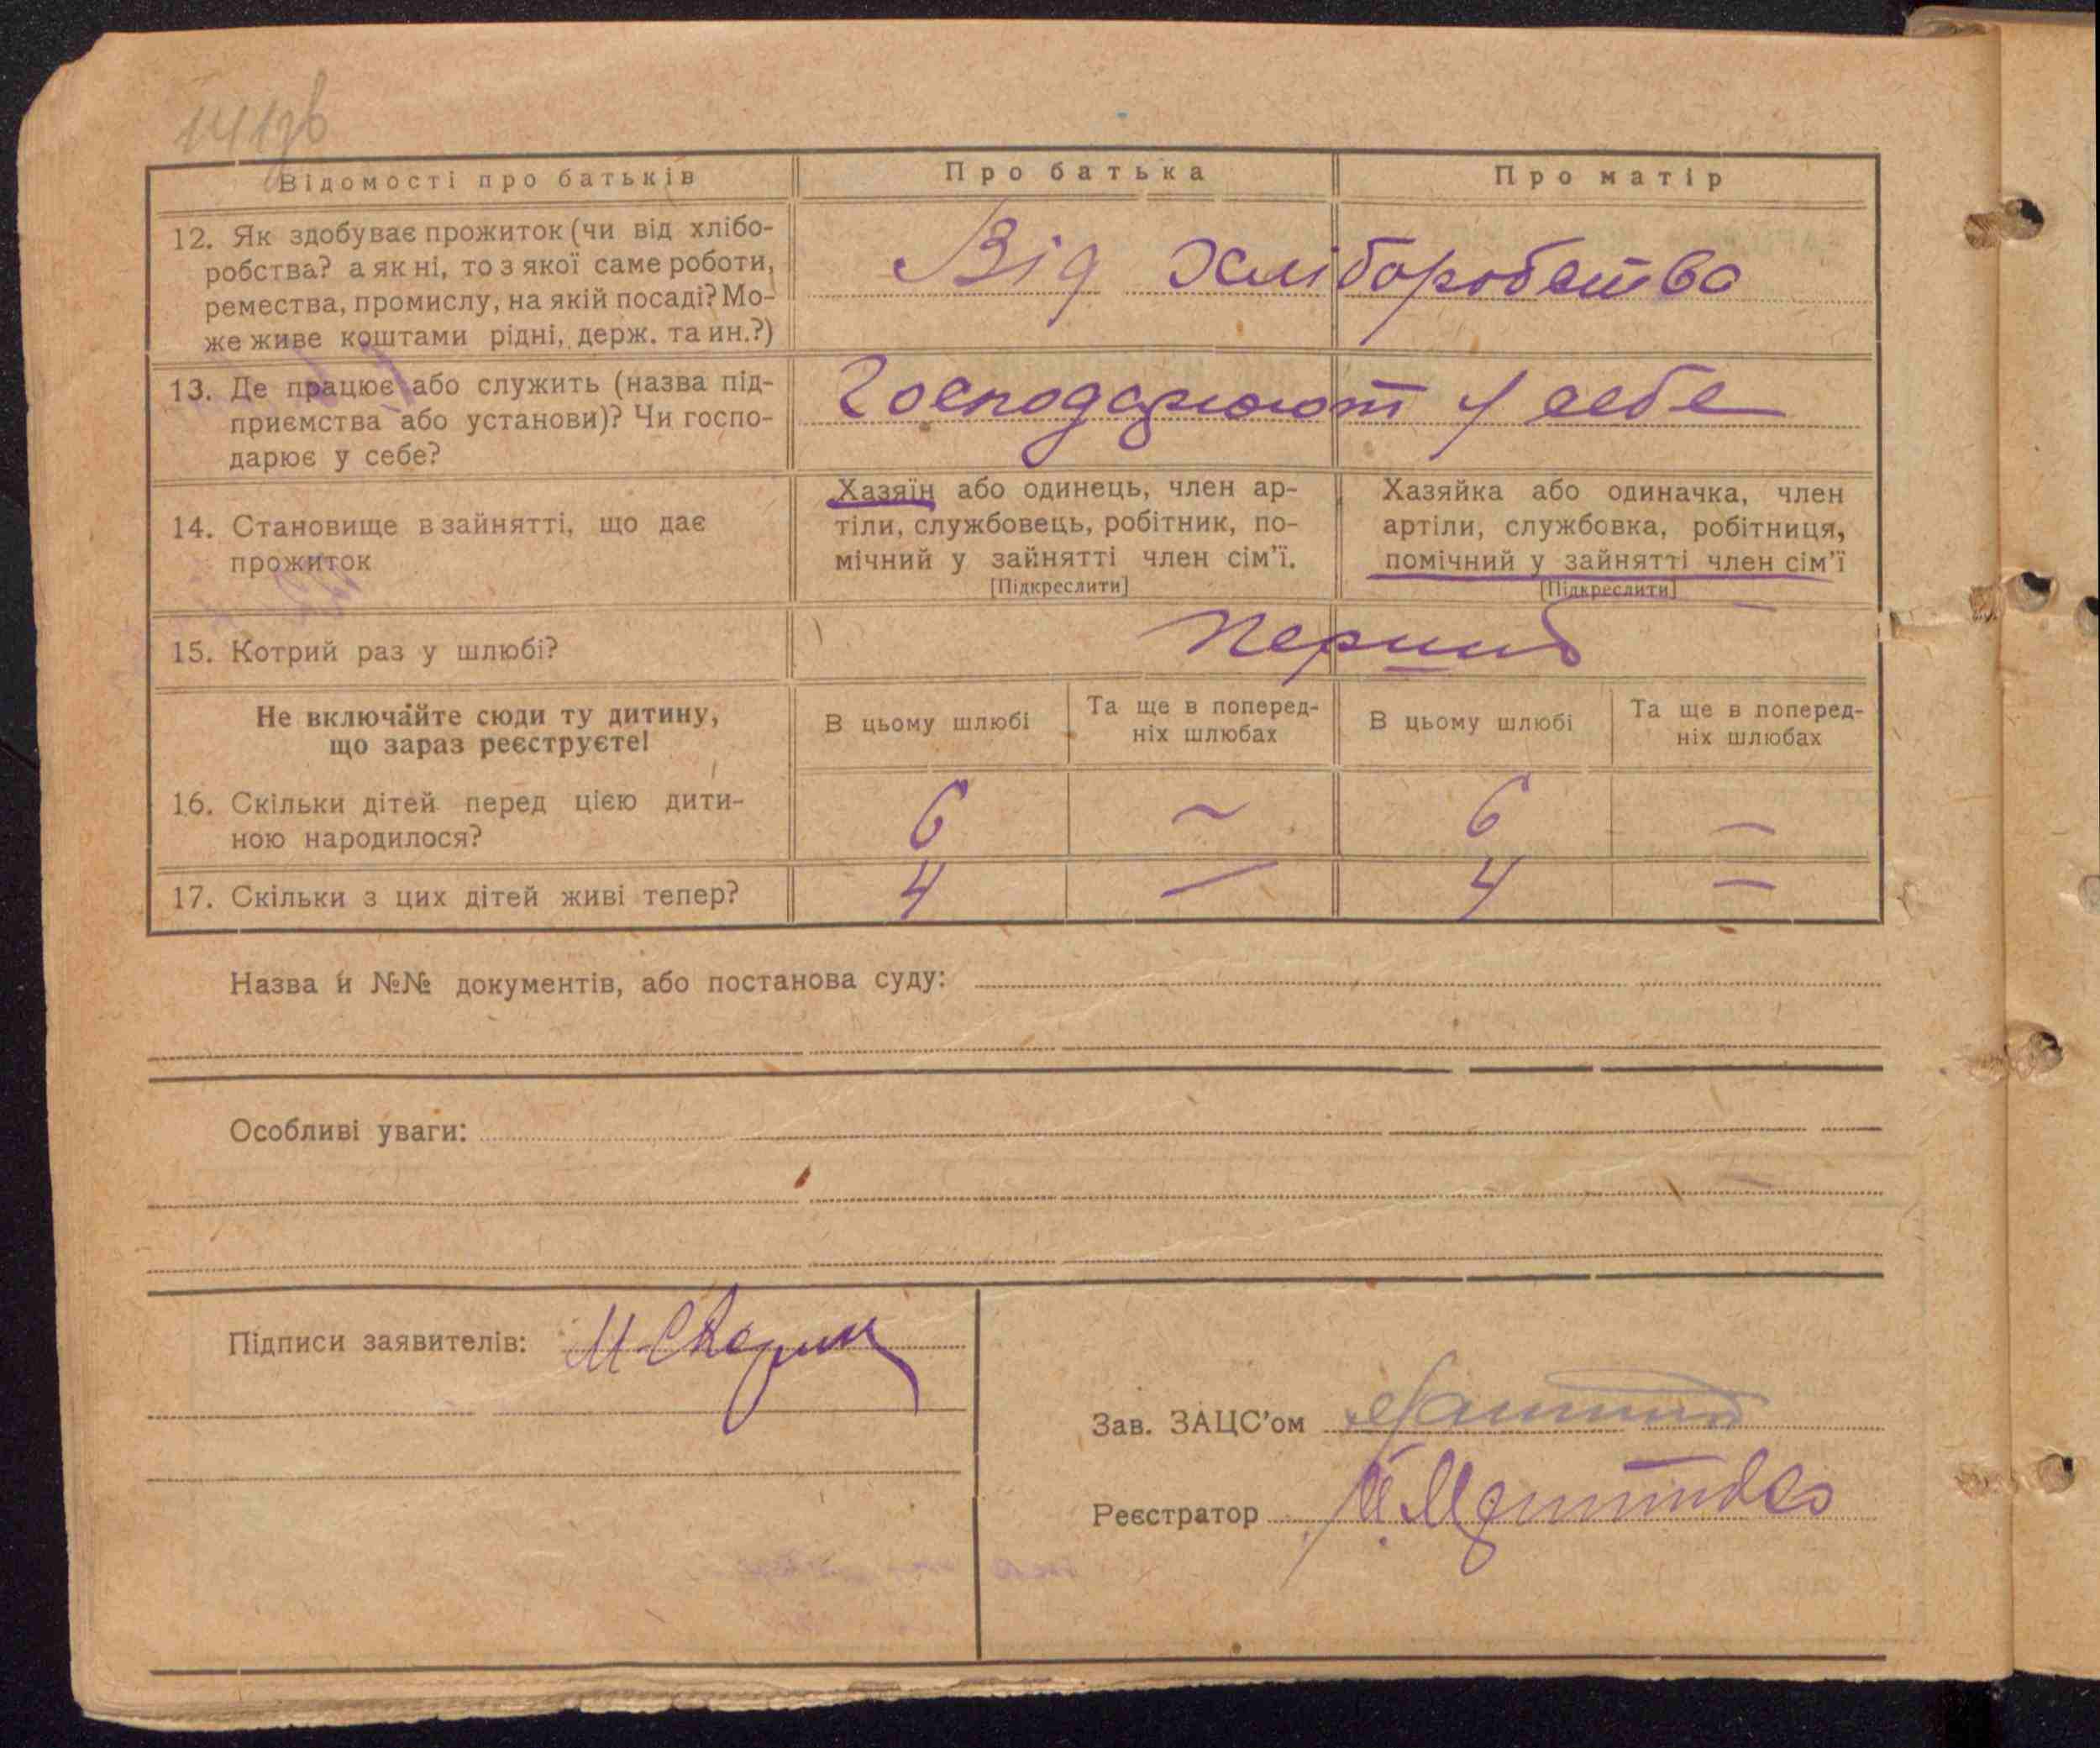 Відомості про батьків
Про батька
Про матір
12. Як здобуває прожиток (чи від хлібо-
робства? а як ні, то з якої саме роботи,
ремества, промислу, на якій посаді? Мо-
же живе коштами рідні, держ. та ин.?)
Від хліборобства
13. Де працює або служить (назва під-
приємства або установи)? Чи госпо-
дарює у себе?
Господарюют у себе
14. Становище в зайнятті, що дає
прожиток
Хазяїн або одинець, член ар-
тіли, службовець, робітник, по-
мічний у зайнятті член сім'ї.
[Підкреслити]
Хазяйка або одиначка, член
артіли, службовка, робітниця,
помічний у зайнятті член сім'ї
[Підкреслити]
15. Котрий раз у шлюбі?
Перший
Не включайте сюди ту дитину,
що зараз реєструєте!
В цьому шлюбі
Та ще в поперед-
ніх шлюбах
В цьому шлюбі
Та ще в поперед-
ніх шлюбах
16. Скільки дітей перед цією дити-
ною народилося?
6 — 6 —
17. Скільки з цих дітей живі тепер?
4 — 4 —
Назва й №№ документів, або постанова суду:
Особливі уваги:
Підписи заявителів:
Зав. ЗАЦС'ом
Реєстратор